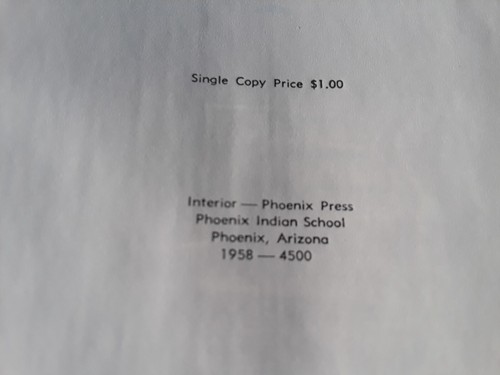 Single Copy Price $1.00
Interior — Phoenix Press
Phoenix Indian School
Phoenix, Arizona
1958 — 4500